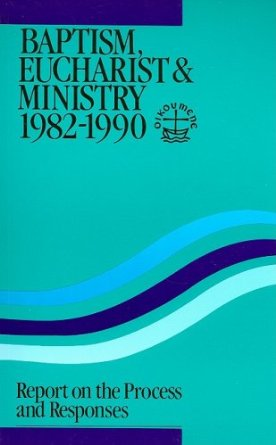 BAPTISM,
EUCHARIST &
MINISTRY
1982-1990
OIKOUMENE
Report on the Process
and Responses